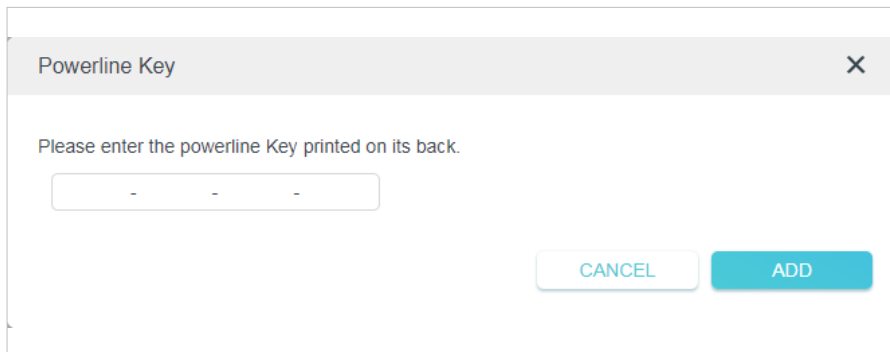 Powerline Key
Please enter the powerline Key printed on its back.
- - -
CANCEL
ADD